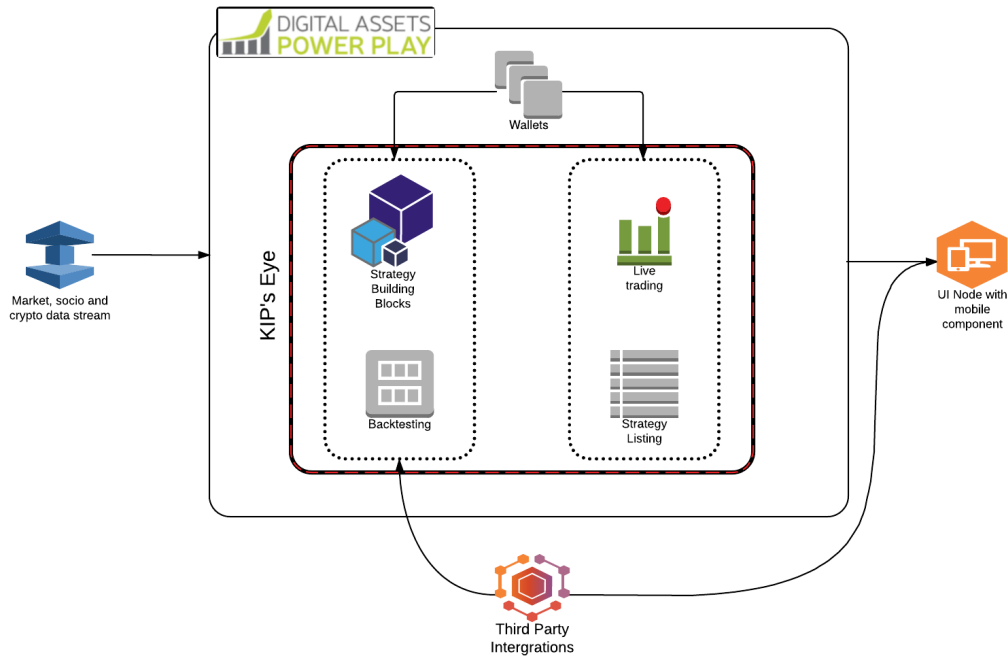 DIGITAL ASSETS
POWER PLAY
Wallets
KIP's Eye
Strategy
Building
Blocks
Live
trading
Market, socio and
crypto data stream
UI Node with
mobile
component
Backtesting
Strategy
Listing
Third Party
Intergrations